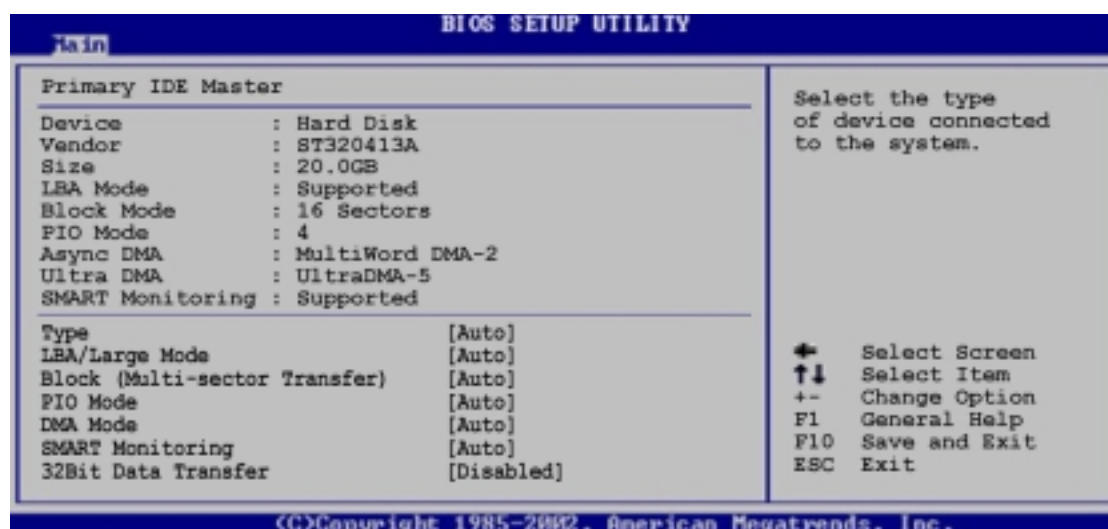 BIOS SETUP UTILITY
Main
Primary IDE Master
Device : Hard Disk
Vendor : ST320413A
Size : 20.0GB
LBA Mode : Supported
Block Mode : 16 Sectors
PIO Mode : 4
Async DMA : MultiWord DMA-2
Ultra DMA : UltraDMA-5
SMART Monitoring : Supported
Type [Auto]
LBA/Large Mode [Auto]
Block (Multi-sector Transfer) [Auto]
PIO Mode [Auto]
DMA Mode [Auto]
SMART Monitoring [Auto]
32Bit Data Transfer [Disabled]
Select the type
of device connected
to the system.
← Select Screen
↑↓ Select Item
+- Change Option
F1 General Help
F10 Save and Exit
ESC Exit
(C)Copyright 1985-2002, American Megatrends, Inc.